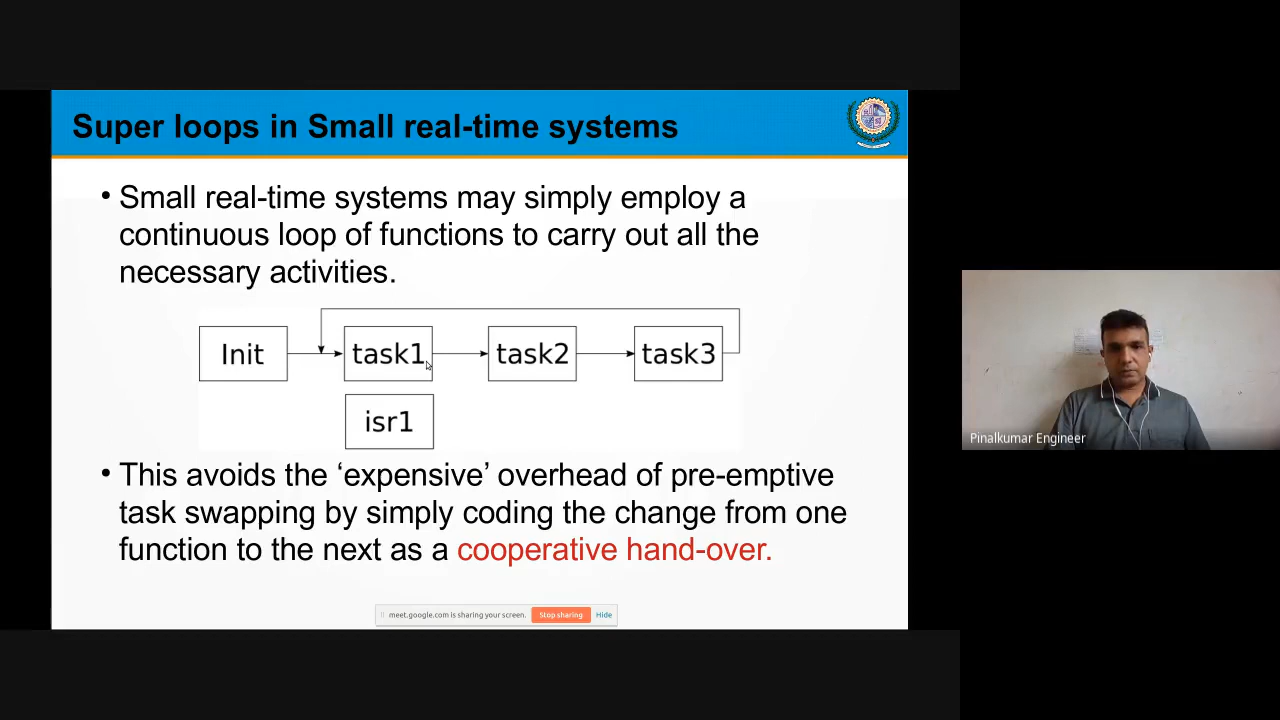 Super loops in Small real-time systems
• Small real-time systems may simply employ a
continuous loop of functions to carry out all the
necessary activities.
Init
task1
task2
task3
isr1
• This avoids the ‘expensive’ overhead of pre-emptive
task swapping by simply coding the change from one
function to the next as a cooperative hand-over.
meet.google.com is sharing your screen. Stop sharing Hide
Pinalkumar Engineer